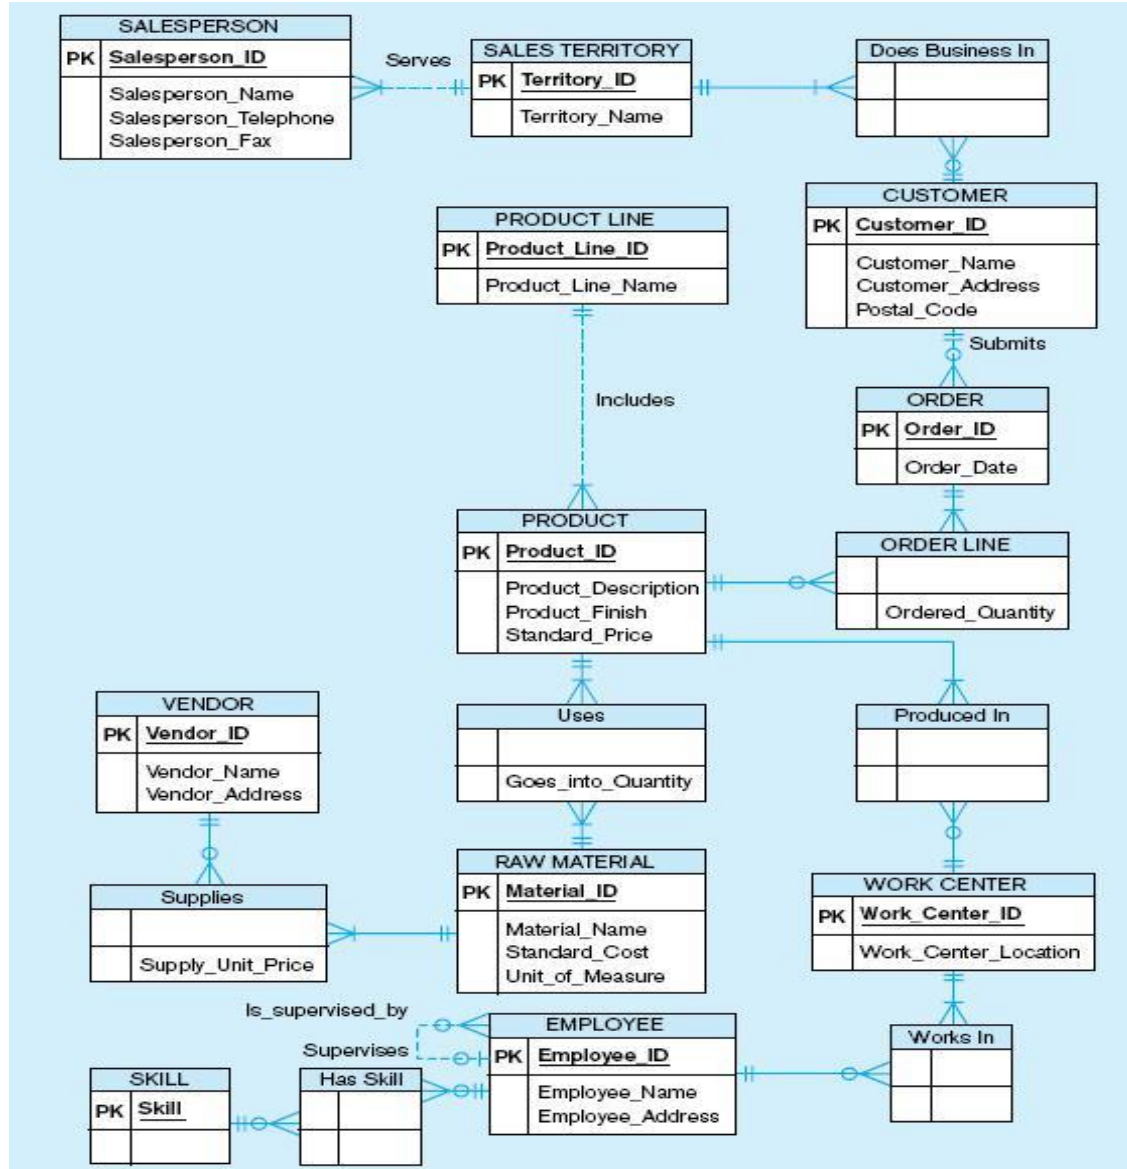 SALESPERSON
PK Salesperson_ID
Salesperson_Name
Salesperson_Telephone
Salesperson_Fax
Serves
SALES TERRITORY
PK Territory_ID
Territory_Name
Does Business In
PRODUCT LINE
PK Product_Line_ID
Product_Line_Name
CUSTOMER
PK Customer_ID
Customer_Name
Customer_Address
Postal_Code
Submits
Includes
ORDER
PK Order_ID
Order_Date
PRODUCT
PK Product_ID
Product_Description
Product_Finish
Standard_Price
ORDER LINE
Ordered_Quantity
VENDOR
PK Vendor_ID
Vendor_Name
Vendor_Address
Uses
Goes_into_Quantity
Produced In
Supplies
Supply_Unit_Price
RAW MATERIAL
PK Material_ID
Material_Name
Standard_Cost
Unit_of_Measure
WORK CENTER
PK Work_Center_ID
Work_Center_Location
Is_supervised_by
Supervises
EMPLOYEE
PK Employee_ID
Employee_Name
Employee_Address
Works In
SKILL
PK Skill
Has Skill